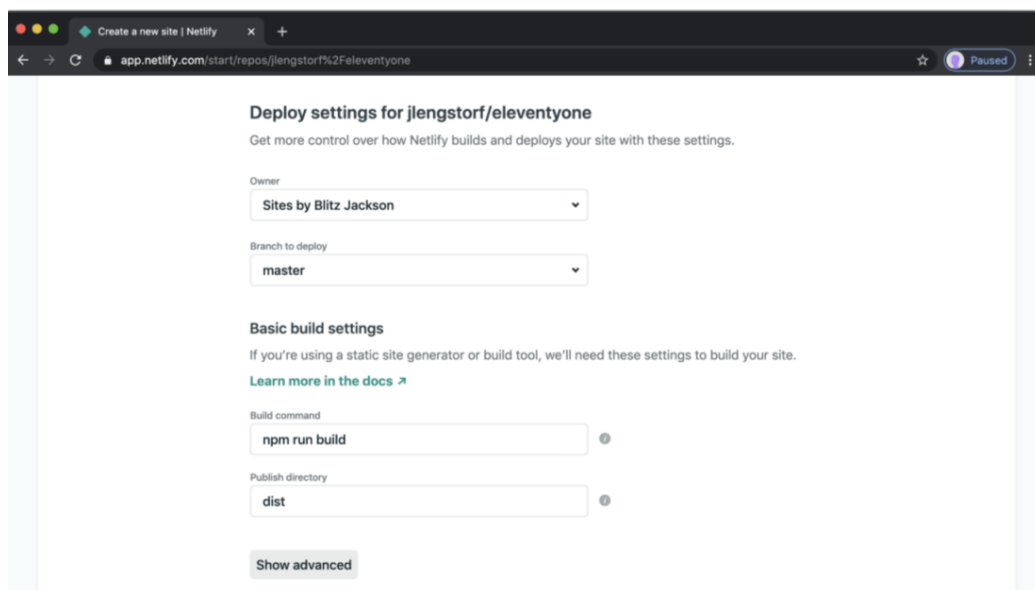 Create a new site | Netlify
app.netlify.com/start/repos/jlengstorf%2Feleventyone
Paused
Deploy settings for jlengstorf/eleventyone
Get more control over how Netlify builds and deploys your site with these settings.
Owner
Sites by Blitz Jackson
Branch to deploy
master
Basic build settings
If you're using a static site generator or build tool, we'll need these settings to build your site.
Learn more in the docs ↗
Build command
npm run build
Publish directory
dist
Show advanced